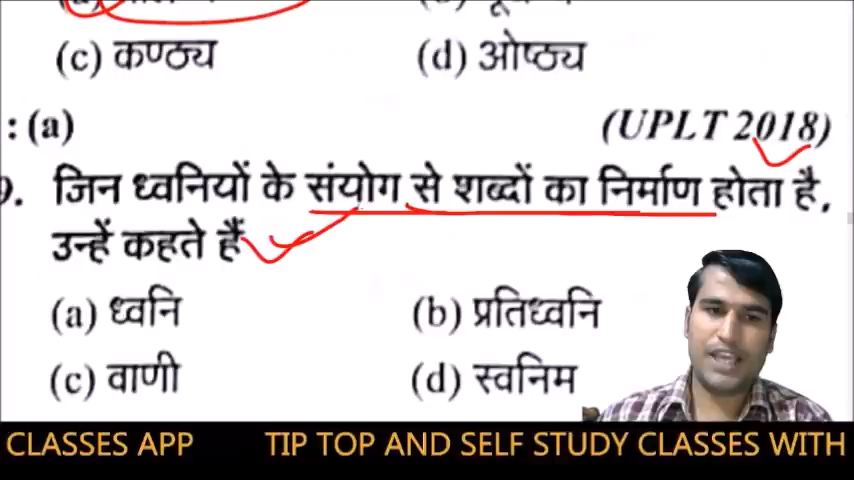 (c) कण्ठ्य (d) ओष्ठ्य
: (a) (UPLT 2018)
9. जिन ध्वनियों के संयोग से शब्दों का निर्माण होता है,
उन्हें कहते हैं
(a) ध्वनि (b) प्रतिध्वनि
(c) वाणी (d) स्वनिम
CLASSES APP TIP TOP AND SELF STUDY CLASSES WITH